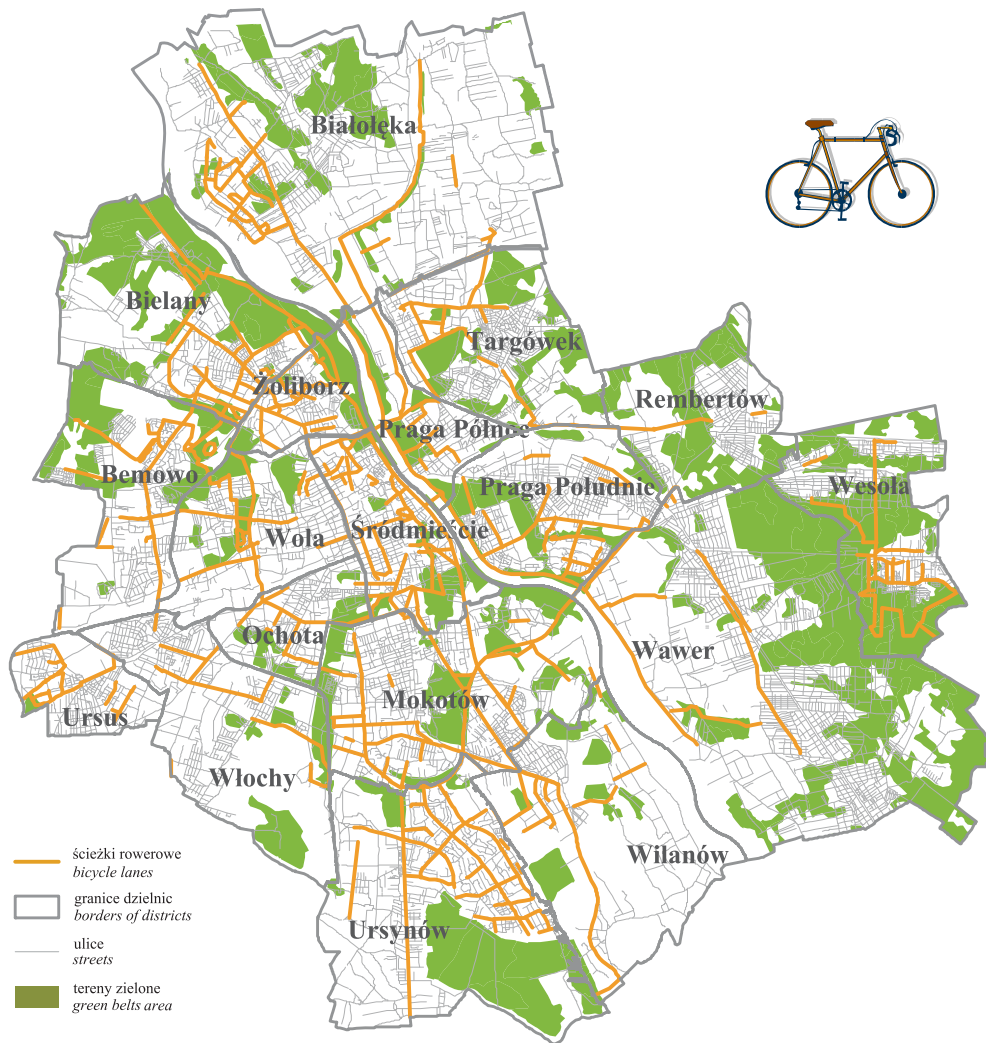 Białołęka
Bielany
Targówek
Żoliborz
Rembertów
Praga Północ
Bemowo
Praga Południe
Wesoła
Śródmieście
Wola
Ochota
Wawer
Mokotów
Ursus
Włochy
Wilanów
Ursynów
ścieżki rowerowe
bicycle lanes
granice dzielnic
borders of districts
ulice
streets
tereny zielone
green belts area